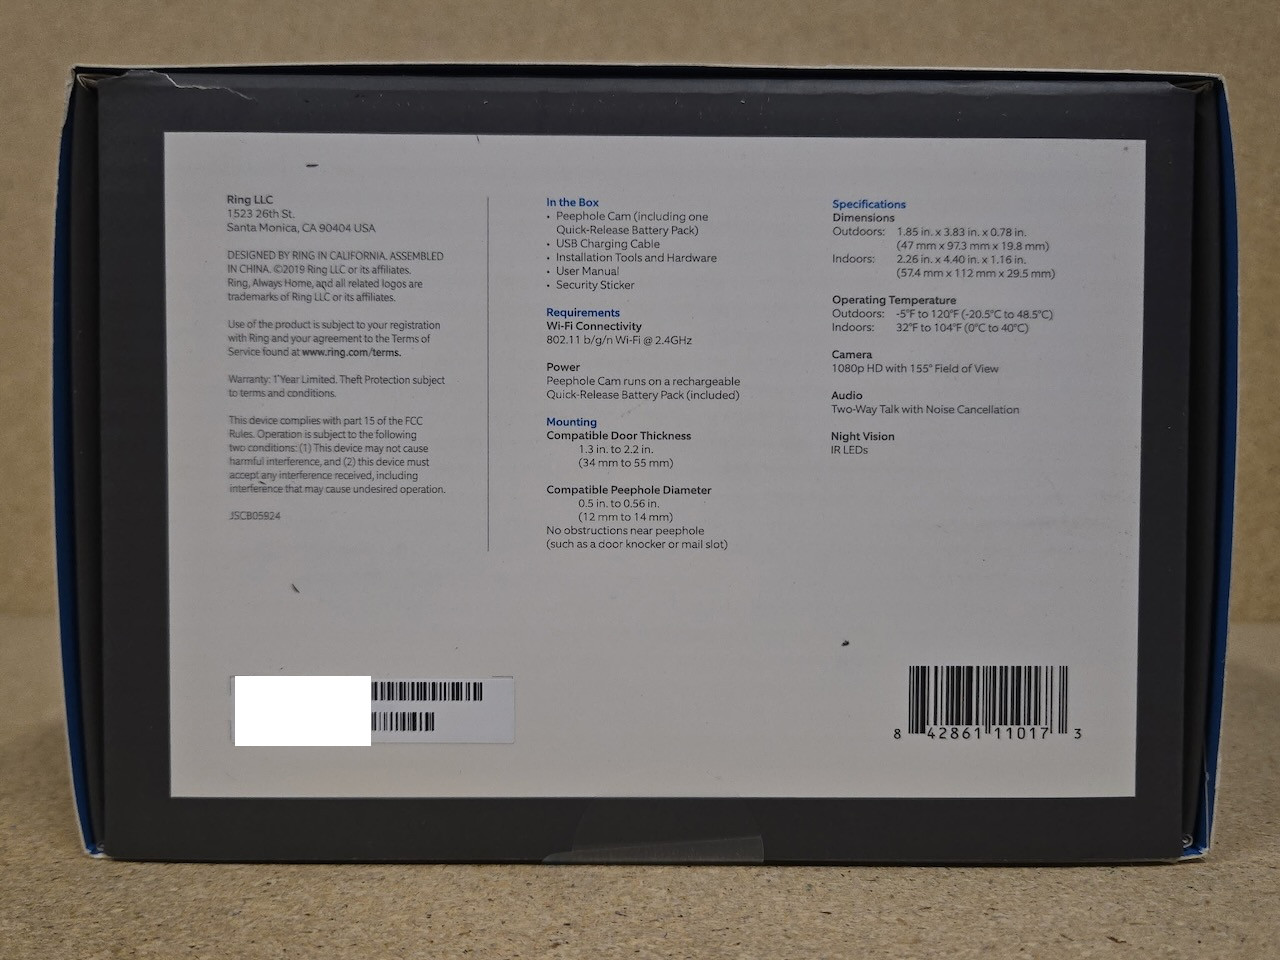 Ring LLC
1523 26th St.
Santa Monica, CA 90404 USA
DESIGNED BY RING IN CALIFORNIA. ASSEMBLED
IN CHINA. ©2019 Ring LLC or its affiliates.
Ring, Always Home, and all related logos are
trademarks of Ring LLC or its affiliates.
Use of the product is subject to your registration
with Ring and your agreement to the Terms of
Service found at www.ring.com/terms.
Warranty: 1 Year Limited. Theft Protection subject
to terms and conditions.
This device complies with part 15 of the FCC
Rules. Operation is subject to the following
two conditions: (1) This device may not cause
harmful interference, and (2) this device must
accept any interference received, including
interference that may cause undesired operation.
JSCB05924
In the Box
• Peephole Cam (including one
Quick-Release Battery Pack)
• USB Charging Cable
• Installation Tools and Hardware
• User Manual
• Security Sticker
Requirements
Wi-Fi Connectivity
802.11 b/g/n Wi-Fi @ 2.4GHz
Power
Peephole Cam runs on a rechargeable
Quick-Release Battery Pack (included)
Mounting
Compatible Door Thickness
1.3 in. to 2.2 in.
(34 mm to 55 mm)
Compatible Peephole Diameter
0.5 in. to 0.56 in.
(12 mm to 14 mm)
No obstructions near peephole
(such as a door knocker or mail slot)
Specifications
Dimensions
Outdoors: 1.85 in. x 3.83 in. x 0.78 in.
(47 mm x 97.3 mm x 19.8 mm)
Indoors: 2.26 in. x 4.40 in. x 1.16 in.
(57.4 mm x 112 mm x 29.5 mm)
Operating Temperature
Outdoors: -5°F to 120°F (-20.5°C to 48.5°C)
Indoors: 32°F to 104°F (0°C to 40°C)
Camera
1080p HD with 155° Field of View
Audio
Two-Way Talk with Noise Cancellation
Night Vision
IR LEDs
8 42861 11017 3